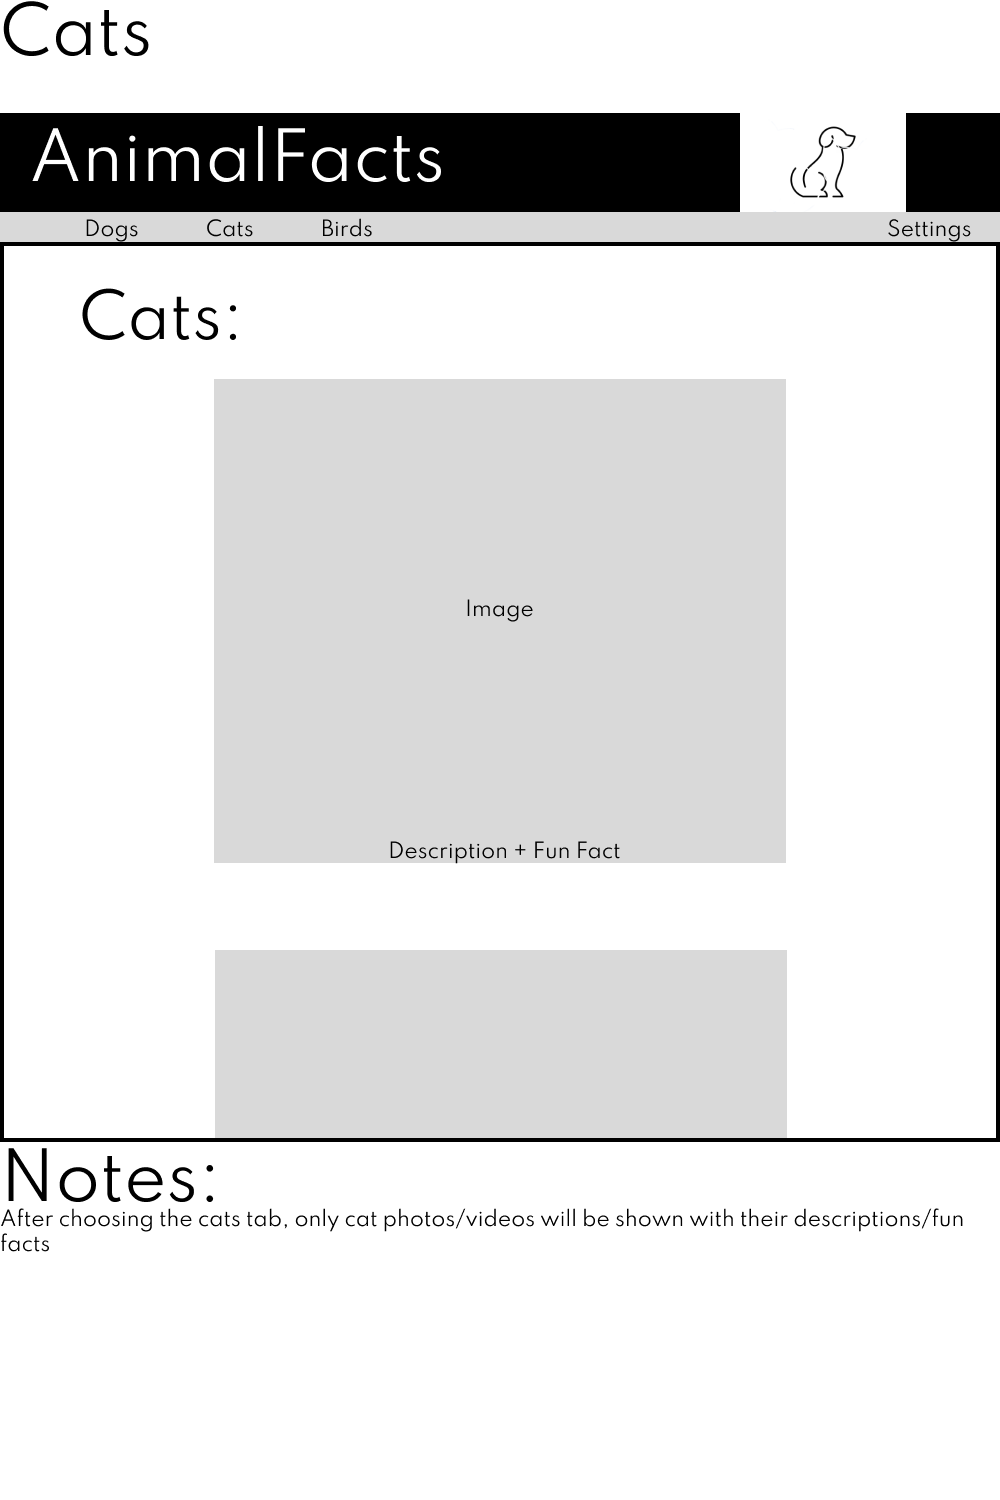 Cats
AnimalFacts
Dogs Cats Birds Settings
Cats:
Image
Description + Fun Fact
Notes:
After choosing the cats tab, only cat photos/videos will be shown with their descriptions/fun
facts